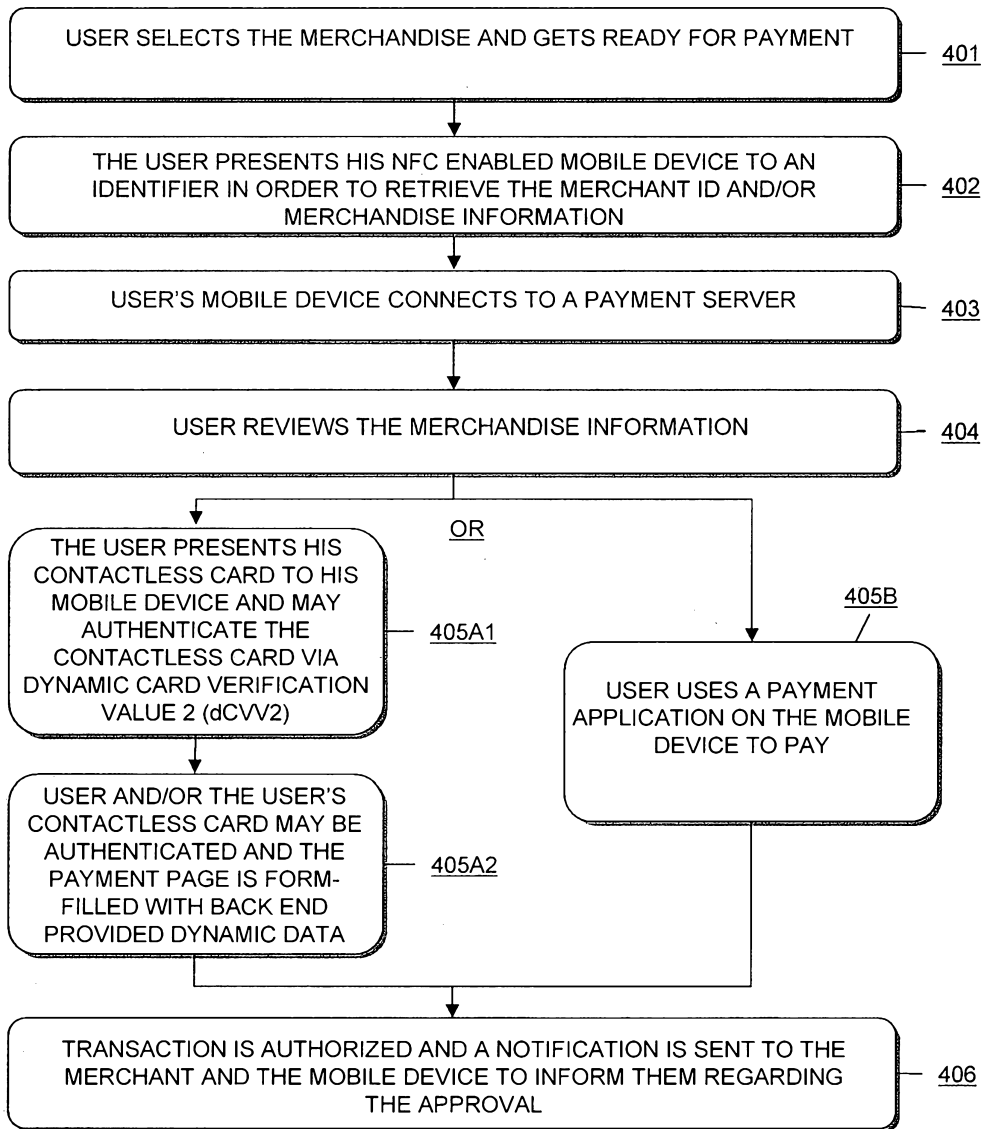 USER SELECTS THE MERCHANDISE AND GETS READY FOR PAYMENT
401
THE USER PRESENTS HIS NFC ENABLED MOBILE DEVICE TO AN
IDENTIFIER IN ORDER TO RETRIEVE THE MERCHANT ID AND/OR
MERCHANDISE INFORMATION
402
USER'S MOBILE DEVICE CONNECTS TO A PAYMENT SERVER
403
USER REVIEWS THE MERCHANDISE INFORMATION
404
OR
THE USER PRESENTS HIS
CONTACTLESS CARD TO HIS
MOBILE DEVICE AND MAY
AUTHENTICATE THE
CONTACTLESS CARD VIA
DYNAMIC CARD VERIFICATION
VALUE 2 (dCVV2)
405A1
USER AND/OR THE USER'S
CONTACTLESS CARD MAY BE
AUTHENTICATED AND THE
PAYMENT PAGE IS FORM-
FILLED WITH BACK END
PROVIDED DYNAMIC DATA
405A2
405B
USER USES A PAYMENT
APPLICATION ON THE MOBILE
DEVICE TO PAY
TRANSACTION IS AUTHORIZED AND A NOTIFICATION IS SENT TO THE
MERCHANT AND THE MOBILE DEVICE TO INFORM THEM REGARDING
THE APPROVAL
406